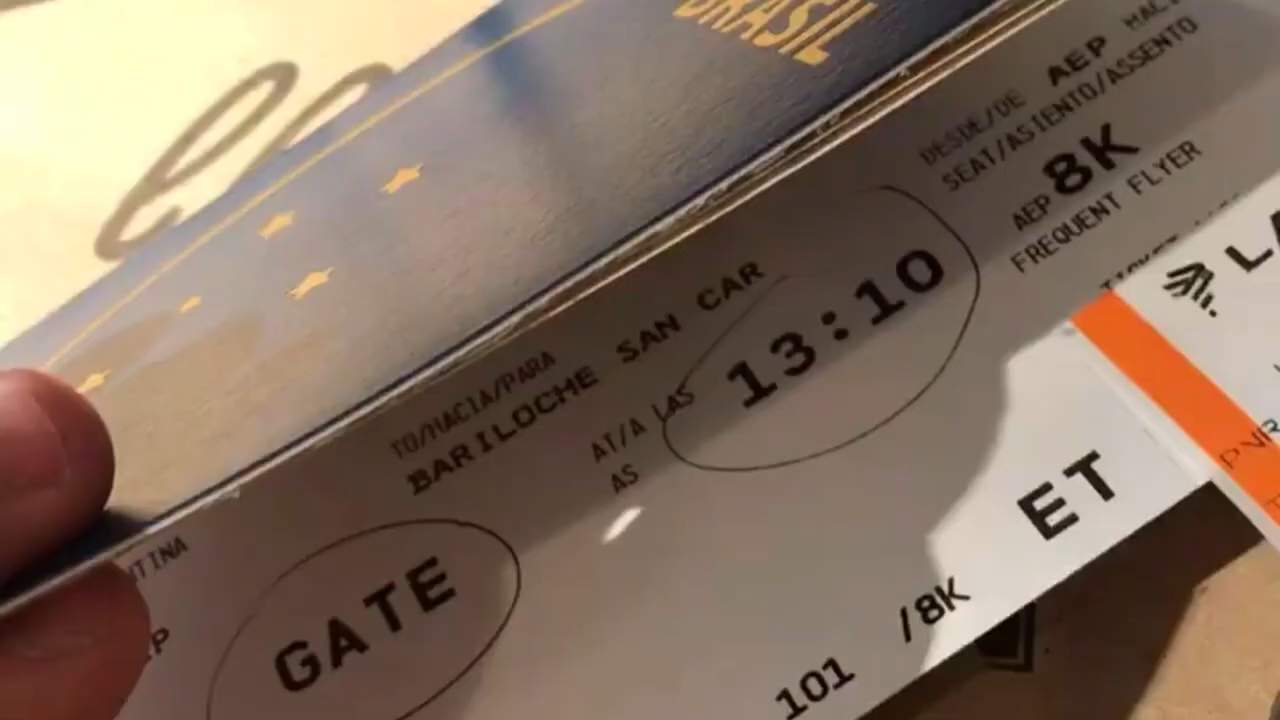 BRASIL
DESDE/DE AEP
SEAT/ASIENTO/ASSENTO
AEP 8K
FREQUENT FLYER
TO/HACIA/PARA
BARILOCHE SAN CAR
AT/A LAS 13:10
AS
GATE
ET
/8K
101
PNR